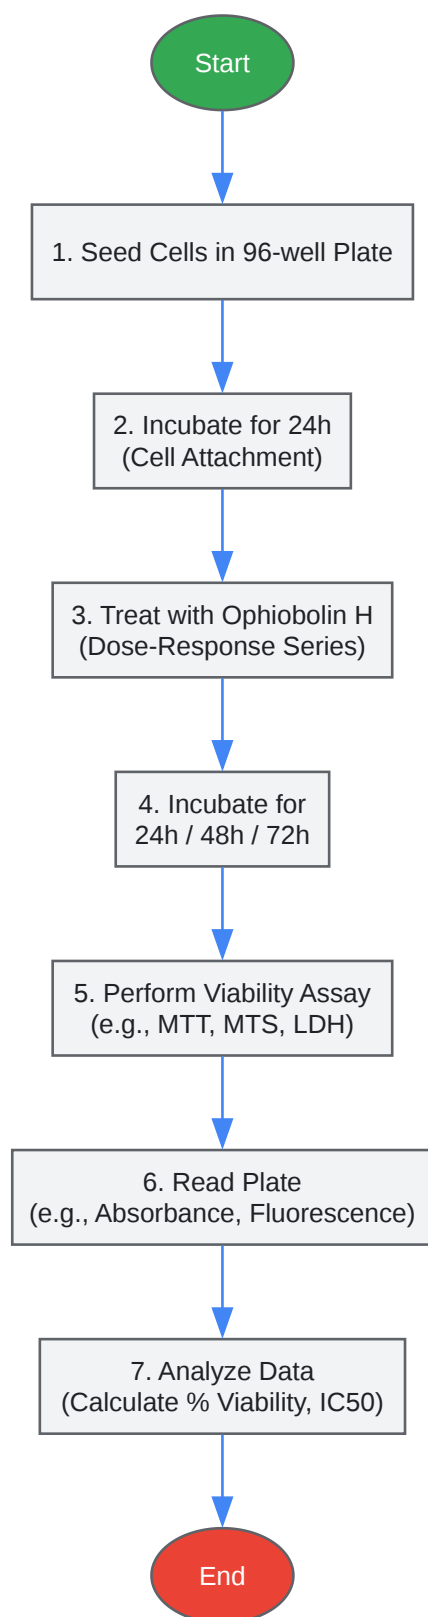 Start
1. Seed Cells in 96-well Plate
2. Incubate for 24h
(Cell Attachment)
3. Treat with Ophiobolin H
(Dose-Response Series)
4. Incubate for
24h / 48h / 72h
5. Perform Viability Assay
(e.g., MTT, MTS, LDH)
6. Read Plate
(e.g., Absorbance, Fluorescence)
7. Analyze Data
(Calculate % Viability, IC50)
End